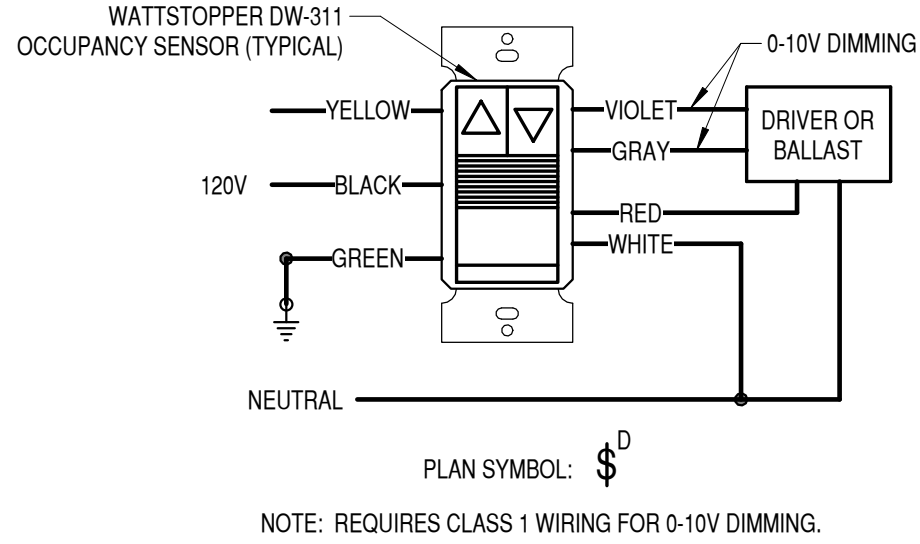 WATTSTOPPER DW-311
OCCUPANCY SENSOR (TYPICAL)
0-10V DIMMING
YELLOW
VIOLET
DRIVER OR
BALLAST
GRAY
120V
BLACK
RED
WHITE
GREEN
NEUTRAL
PLAN SYMBOL: $ D
NOTE: REQUIRES CLASS 1 WIRING FOR 0-10V DIMMING.